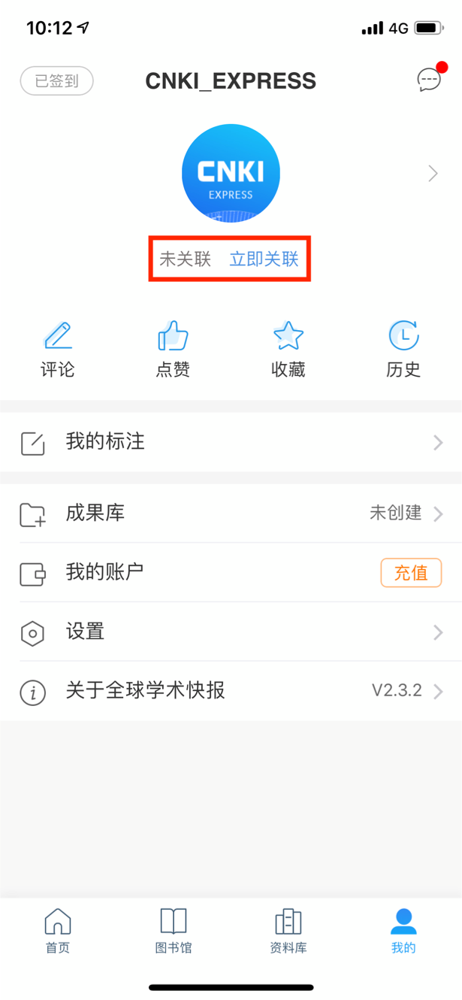 10:12 4G
已签到 CNKI_EXPRESS
CNKI
EXPRESS
未关联 立即关联
评论 点赞 收藏 历史
我的标注
成果库 未创建
我的账户 充值
设置
关于全球学术快报 V2.3.2
首页 图书馆 资料库 我的